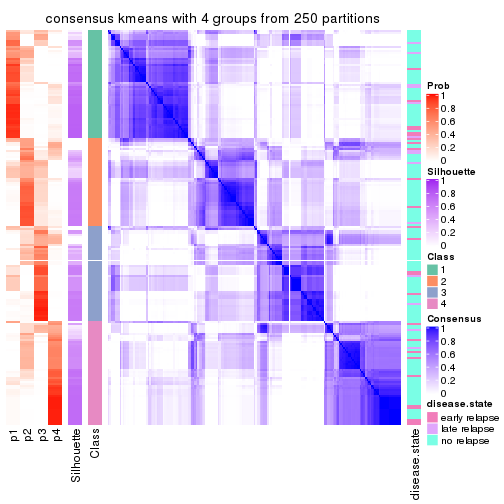 consensus kmeans with 4 groups from 250 partitions
Prob
1
0.8
0.6
0.4
0.2
0
Silhouette
1
0.8
0.6
0.4
0.2
0
Class
1
2
3
4
Consensus
1
0.8
0.6
0.4
0.2
0
disease.state
early relapse
late relapse
no relapse
p1
p2
p3
p4
Silhouette
Class
disease.state